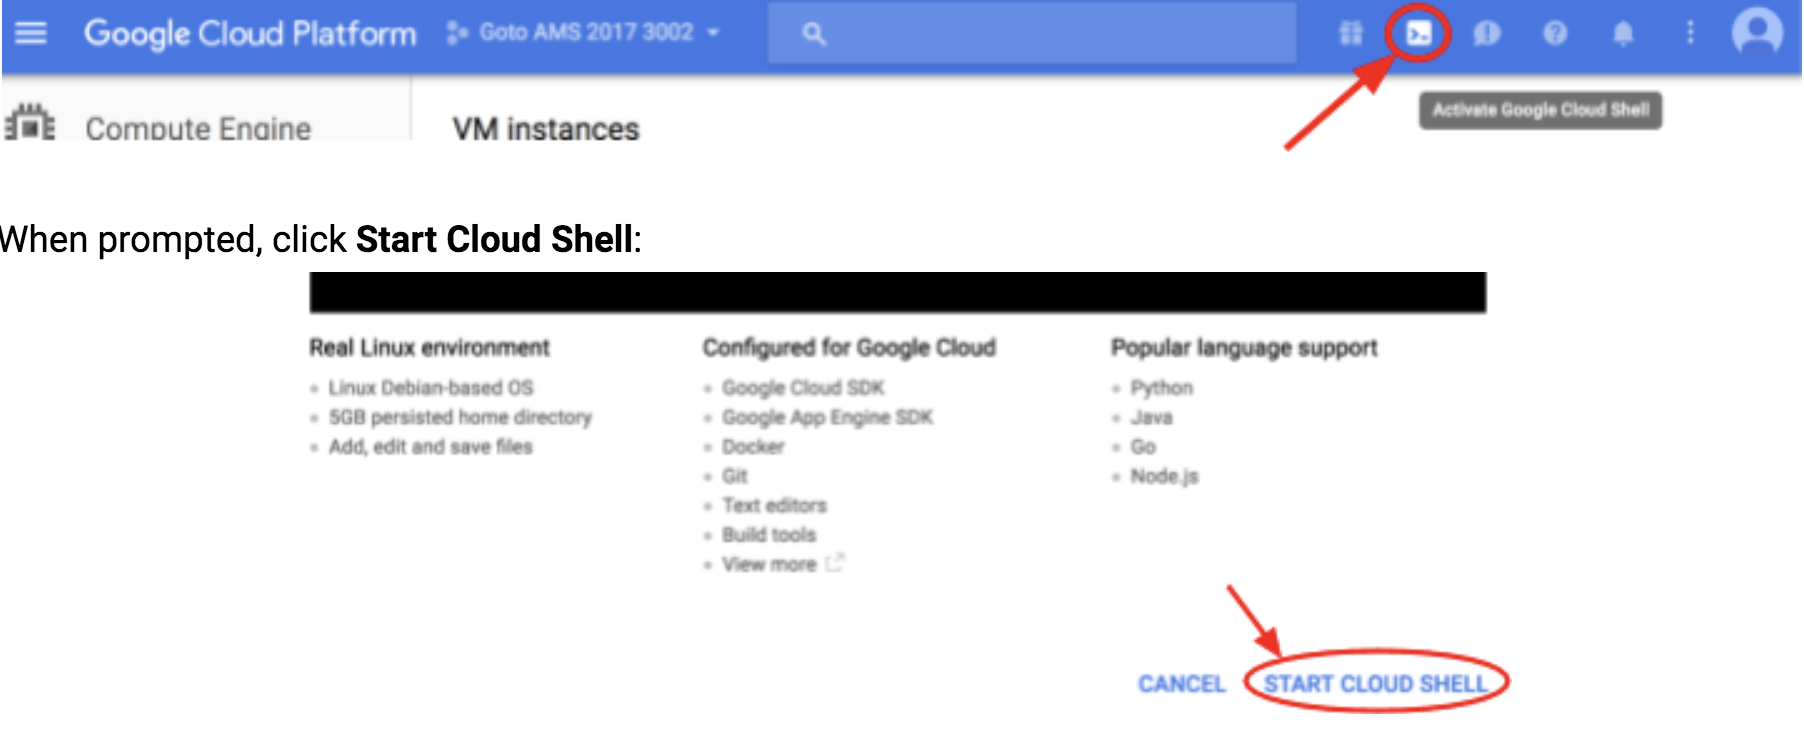 Google Cloud Platform Goto AMS 2017 3002
Activate Google Cloud Shell
Compute Engine VM instances
When prompted, click Start Cloud Shell:
Real Linux environment
Linux Debian-based OS
5GB persisted home directory
Add, edit and save files
Configured for Google Cloud
Google Cloud SDK
Google App Engine SDK
Docker
Git
Text editors
Build tools
View more
Popular language support
Python
Java
Go
Node.js
CANCEL START CLOUD SHELL